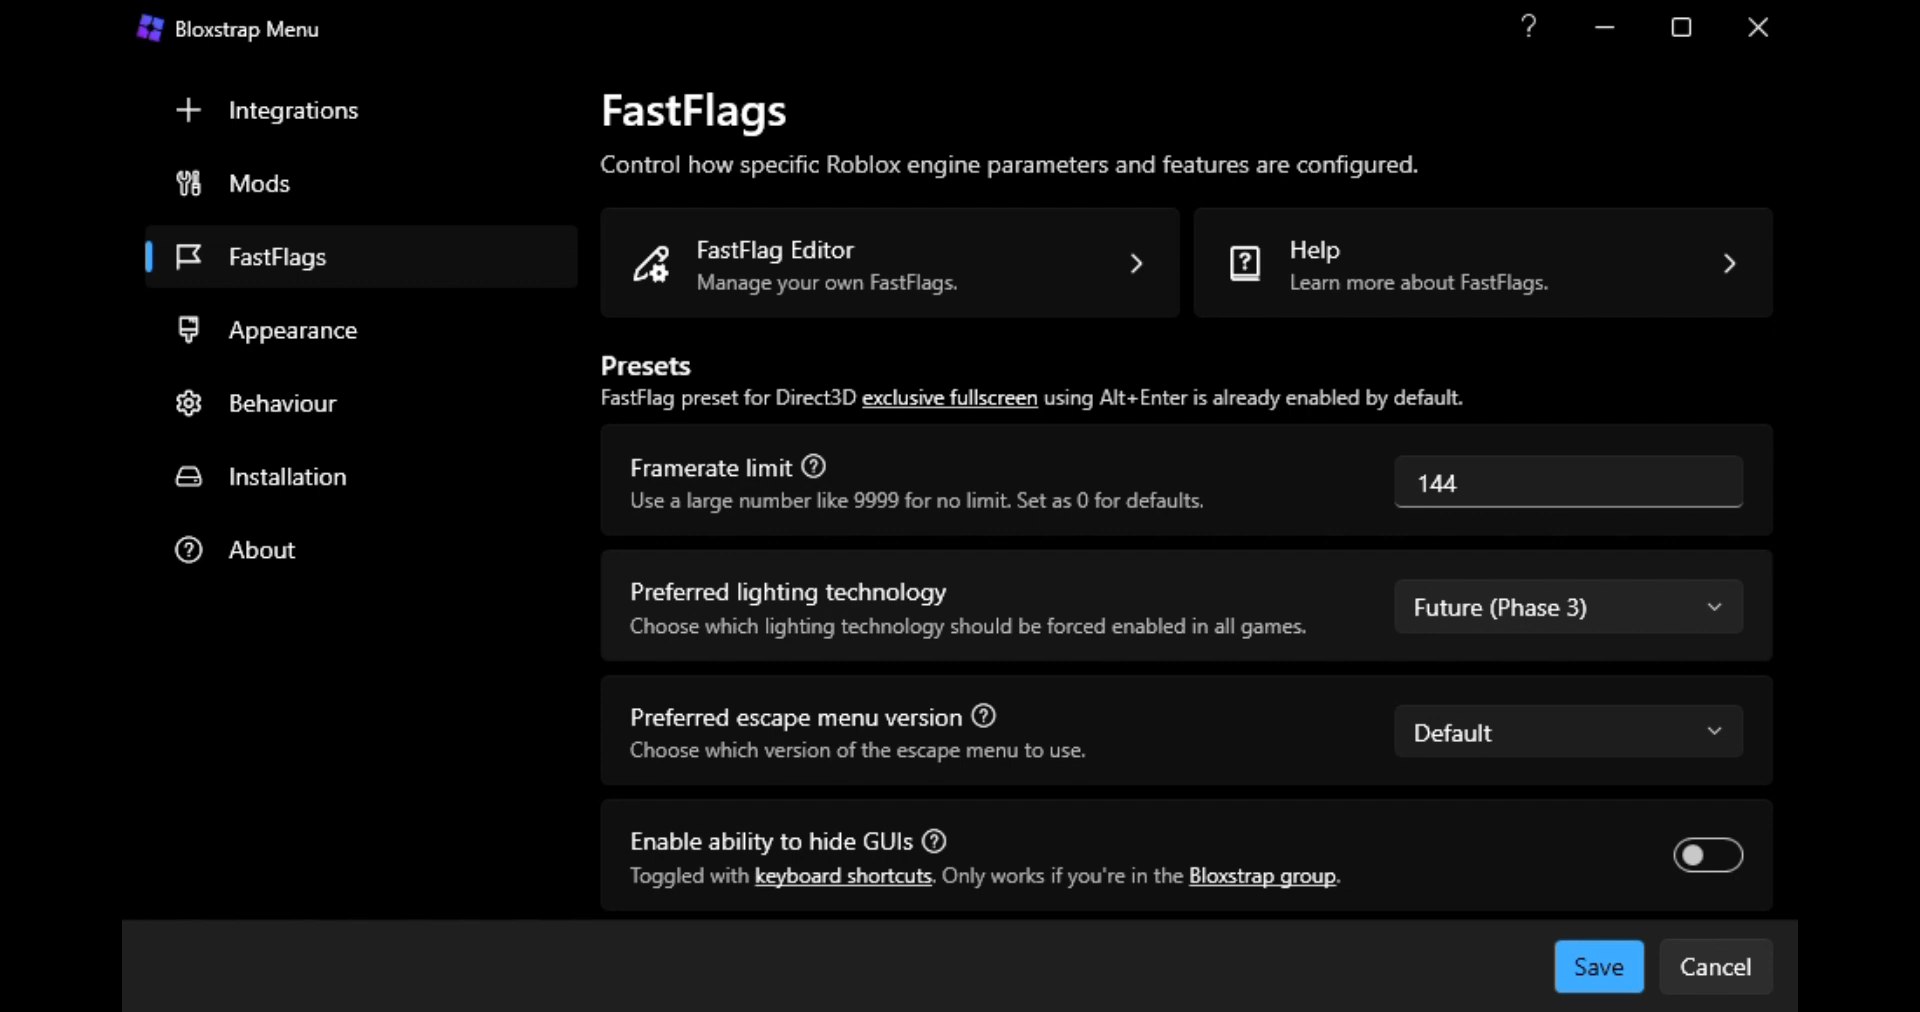 Bloxstrap Menu
Integrations
Mods
FastFlags
Appearance
Behaviour
Installation
About
FastFlags
Control how specific Roblox engine parameters and features are configured.
FastFlag Editor
Manage your own FastFlags.
Help
Learn more about FastFlags.
Presets
FastFlag preset for Direct3D exclusive fullscreen using Alt+Enter is already enabled by default.
Framerate limit
Use a large number like 9999 for no limit. Set as 0 for defaults.
144
Preferred lighting technology
Choose which lighting technology should be forced enabled in all games.
Future (Phase 3)
Preferred escape menu version
Choose which version of the escape menu to use.
Default
Enable ability to hide GUIs
Toggled with keyboard shortcuts. Only works if you're in the Bloxstrap group.
Save
Cancel